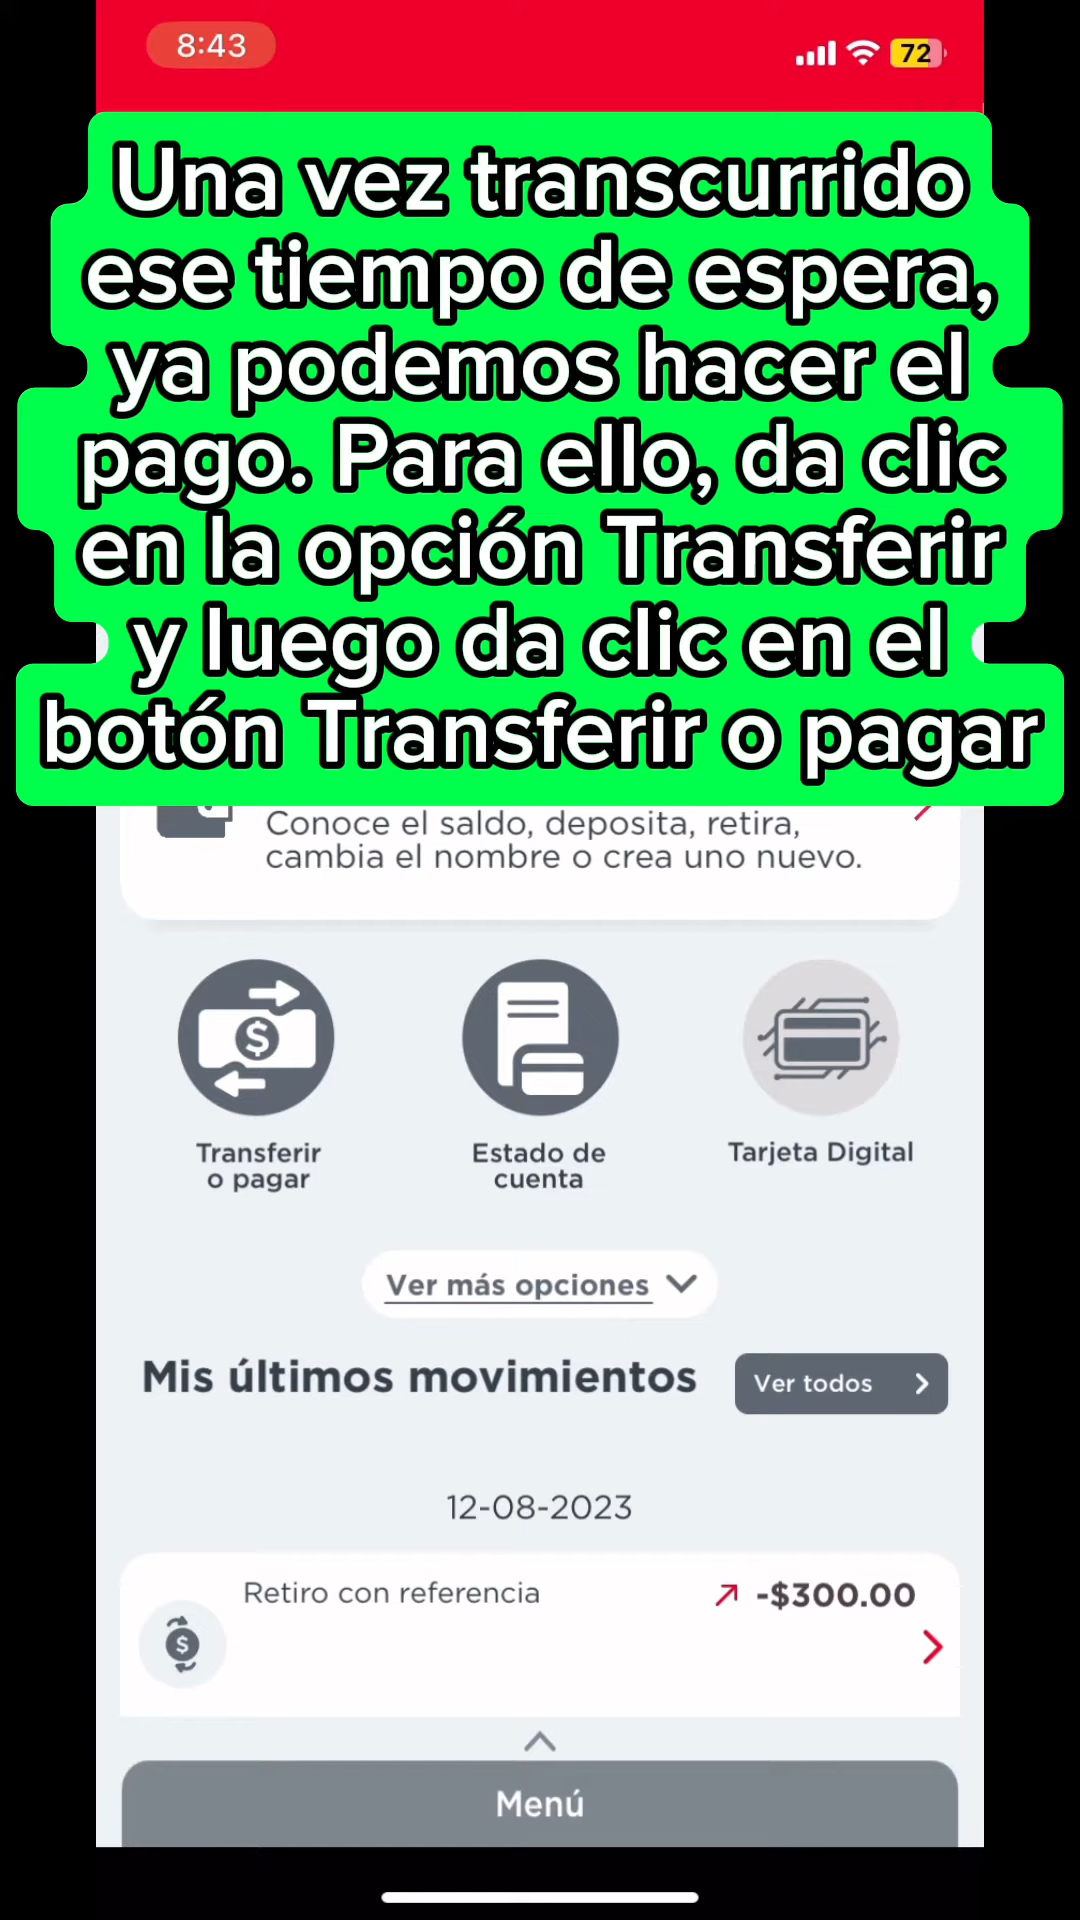 8:43
72
Una vez transcurrido
ese tiempo de espera,
ya podemos hacer el
pago. Para ello, da clic
en la opción Transferir
y luego da clic en el
botón Transferir o pagar
Conoce el saldo, deposita, retira,
cambia el nombre o crea uno nuevo.
Transferir
o pagar
Estado de
cuenta
Tarjeta Digital
Ver más opciones
Mis últimos movimientos
Ver todos
12-08-2023
Retiro con referencia
-$300.00
Menú